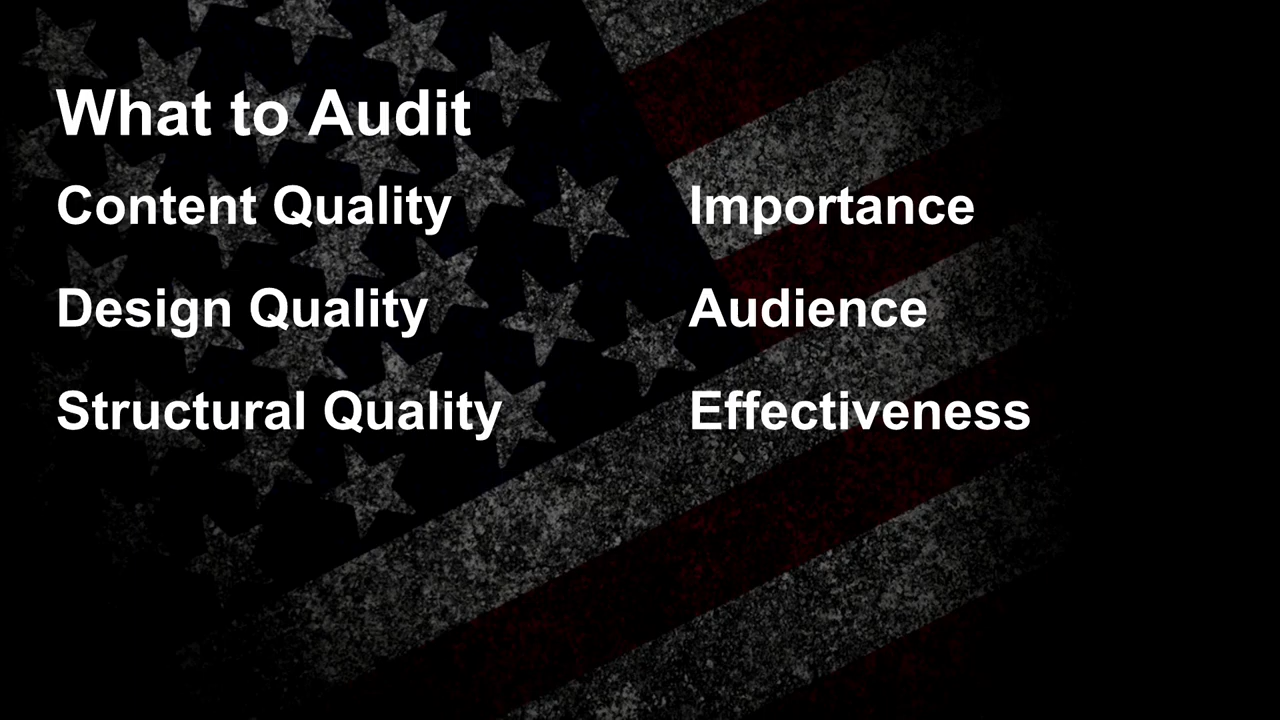 What to Audit
Content Quality
Design Quality
Structural Quality
Importance
Audience
Effectiveness